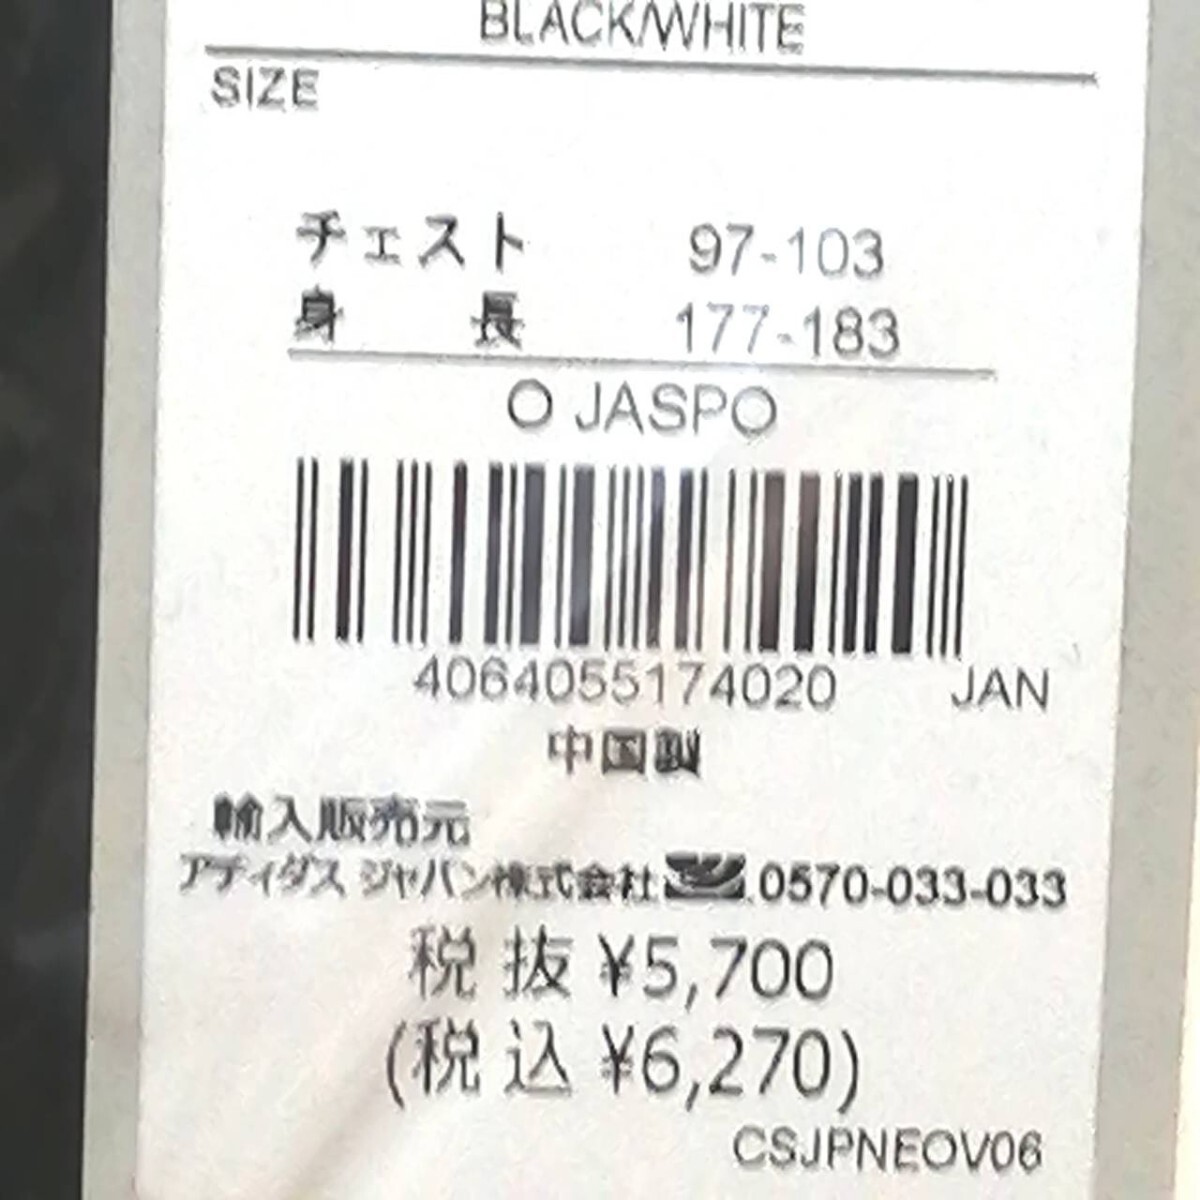 BLACK/WHITE
SIZE
チェスト 97-103
身長 177-183
O JASPO
4064055174020 JAN
中国製
輸入販売元
アディダス ジャパン株式会社 0570-033-033
税抜 ¥5,700
(税込 ¥6,270)
CSJPNEOV06